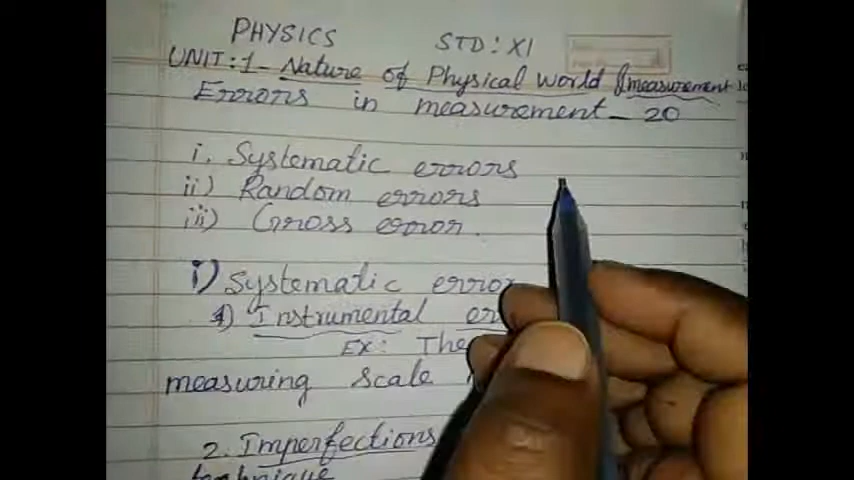 PHYSICS STD: XI
UNIT: 1 - Nature of Physical World & measurement
Errors in measurement - 20
i. Systematic errors
ii) Random errors
iii) Gross error.
i) Systematic error
1) Instrumental
Ex: The
measuring scale
2. Imperfections
technique